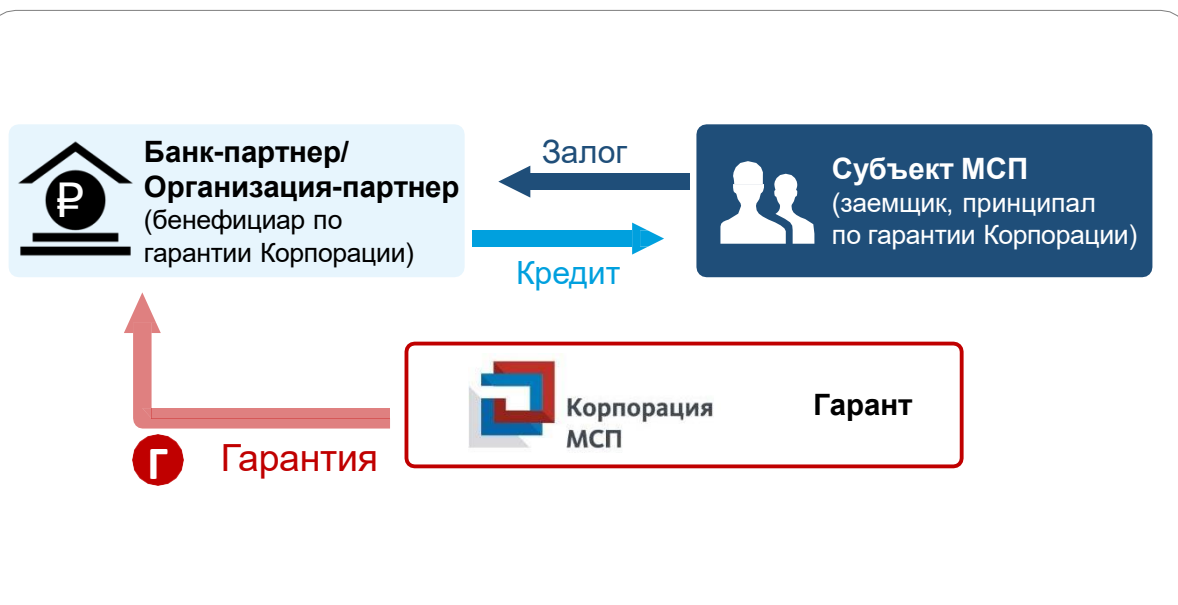 Банк-партнер/
Организация-партнер
(бенефициар по
гарантии Корпорации)
Залог
Кредит
Субъект МСП
(заемщик, принципал
по гарантии Корпорации)
Корпорация
МСП
Гарант
Г
Гарантия